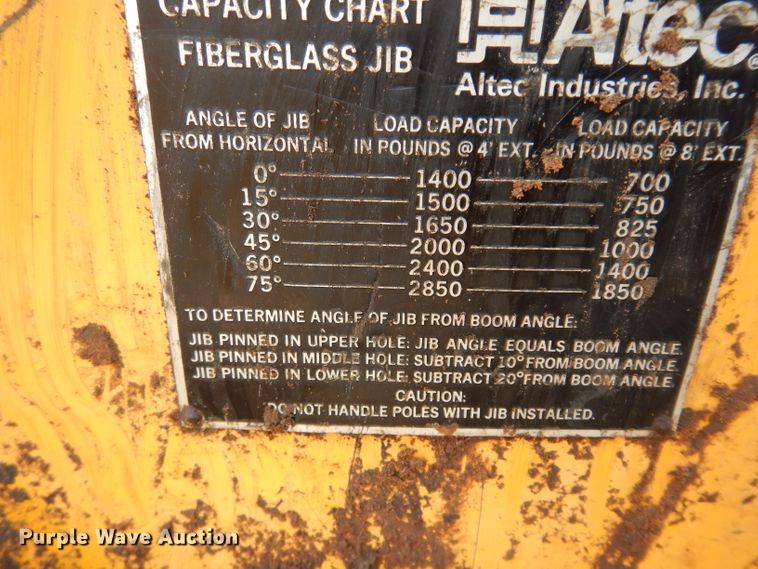 CAPACITY CHART
FIBERGLASS JIB
Altec
Altec Industries, Inc.
ANGLE OF JIB FROM HORIZONTAL LOAD CAPACITY IN POUNDS @ 4' EXT. LOAD CAPACITY IN POUNDS @ 8' EXT.
0° 1400 700
15° 1500 750
30° 1650 825
45° 2000 1000
60° 2400 1400
75° 2850 1850
TO DETERMINE ANGLE OF JIB FROM BOOM ANGLE:
JIB PINNED IN UPPER HOLE: JIB ANGLE EQUALS BOOM ANGLE.
JIB PINNED IN MIDDLE HOLE: SUBTRACT 10° FROM BOOM ANGLE.
JIB PINNED IN LOWER HOLE: SUBTRACT 20° FROM BOOM ANGLE.
CAUTION:
DO NOT HANDLE POLES WITH JIB INSTALLED.
Purple Wave Auction®